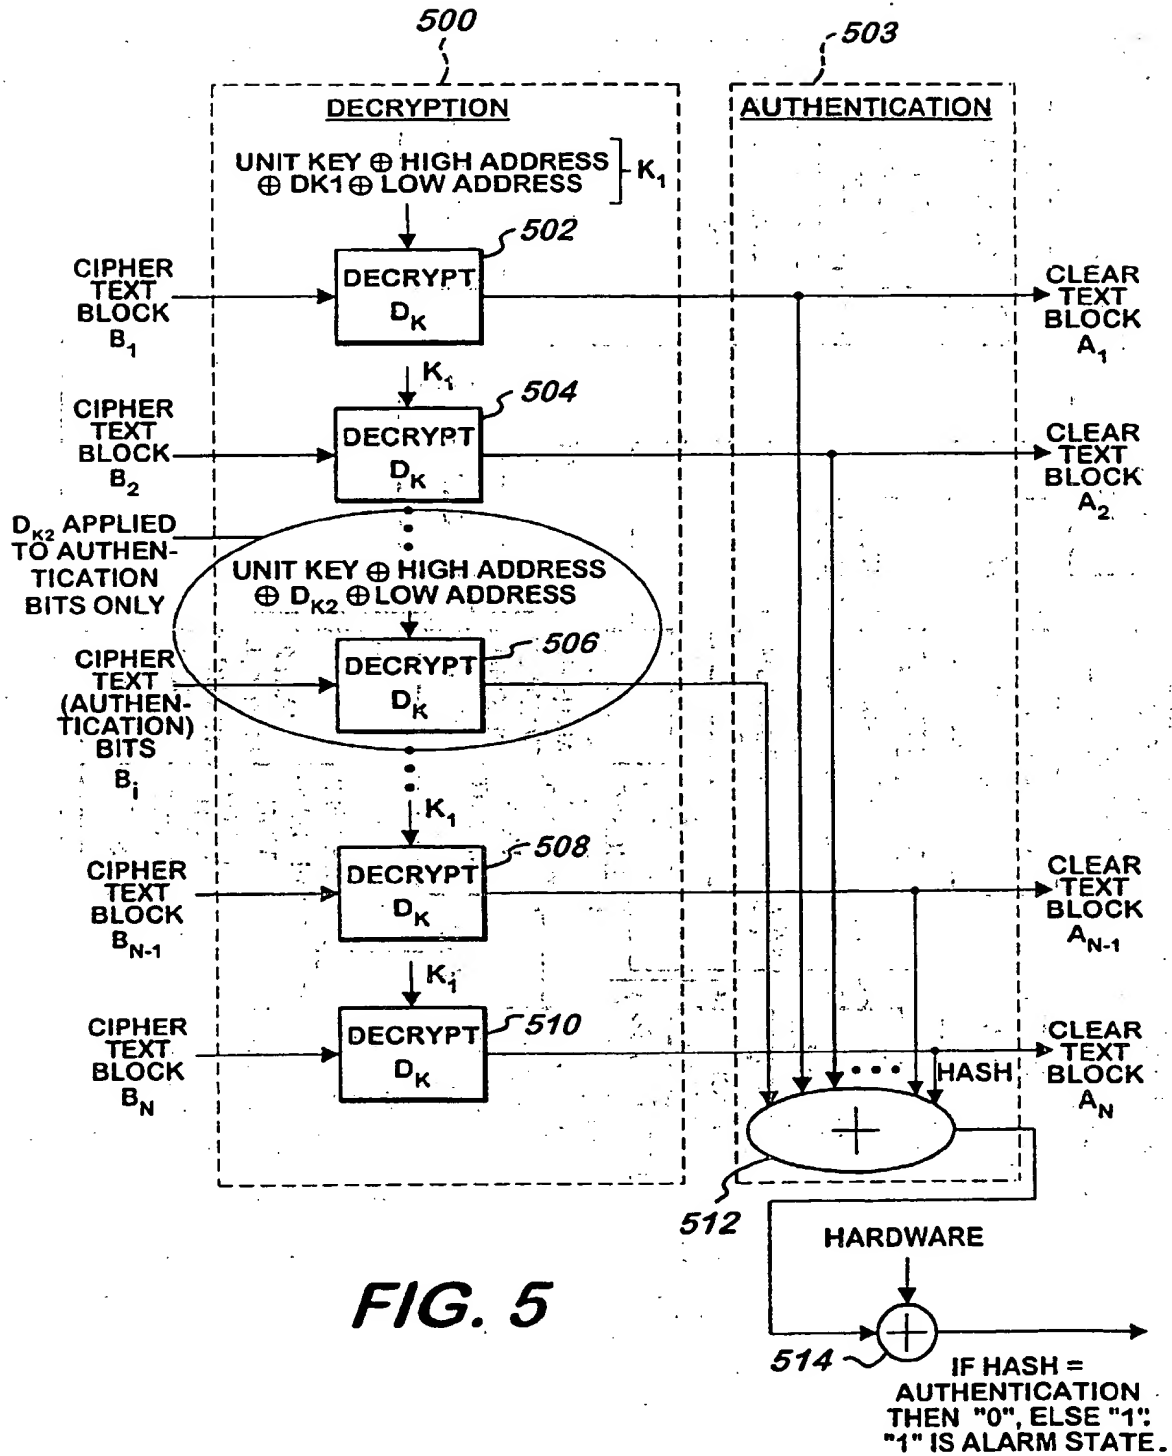 500
503
DECRYPTION
AUTHENTICATION
UNIT KEY ⊕ HIGH ADDRESS
⊕ DK1 ⊕ LOW ADDRESS
K1
502
CIPHER
TEXT
BLOCK
B1
DECRYPT
DK
CLEAR
TEXT
BLOCK
A1
K1
504
CIPHER
TEXT
BLOCK
B2
DECRYPT
DK
CLEAR
TEXT
BLOCK
A2
DK2 APPLIED
TO AUTHEN-
TICATION
BITS ONLY
UNIT KEY ⊕ HIGH ADDRESS
⊕ DK2 ⊕ LOW ADDRESS
506
CIPHER
TEXT
(AUTHEN-
TICATION)
BITS
Bi
DECRYPT
DK
K1
508
CIPHER
TEXT
BLOCK
BN-1
DECRYPT
DK
CLEAR
TEXT
BLOCK
AN-1
K1
510
CIPHER
TEXT
BLOCK
BN
DECRYPT
DK
CLEAR
TEXT
BLOCK
AN
HASH
+
512
HARDWARE
514
IF HASH =
AUTHENTICATION
THEN "0", ELSE "1".
"1" IS ALARM STATE.
FIG. 5